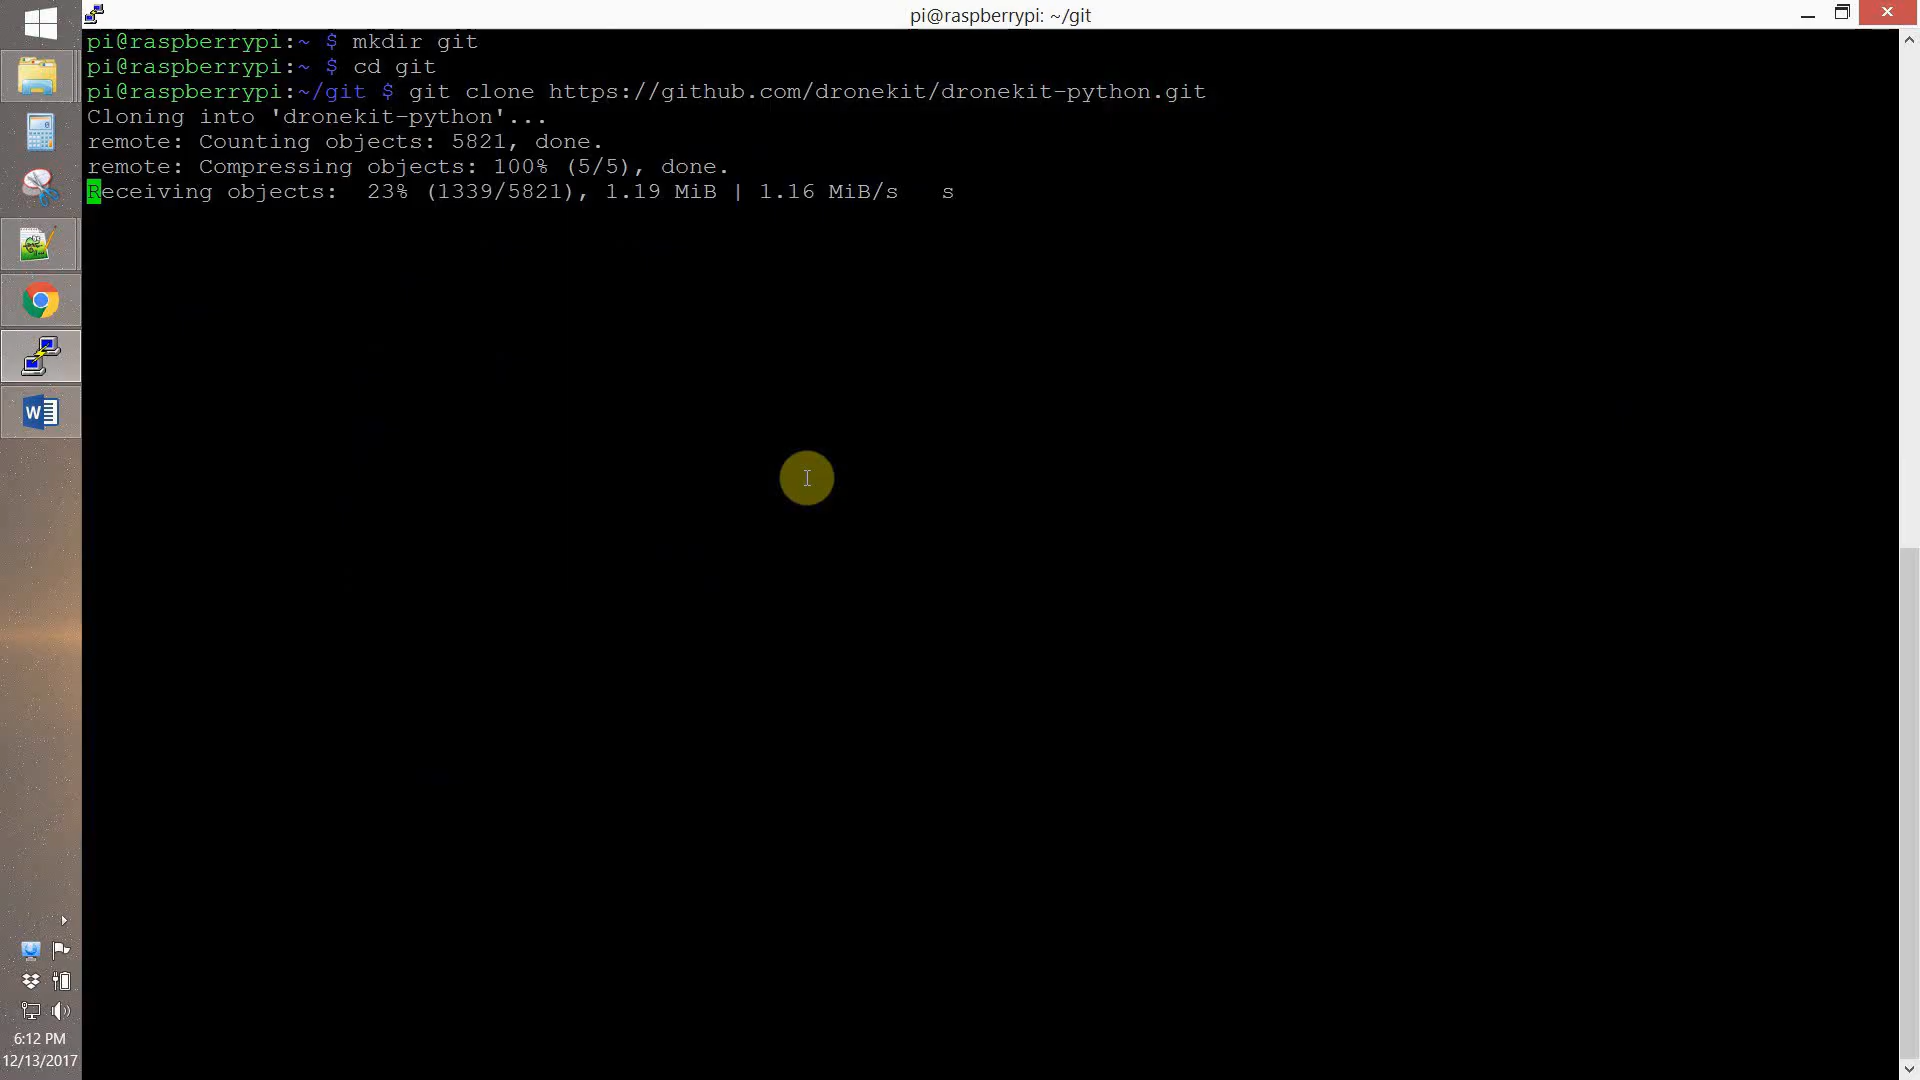 pi@raspberrypi: ~/git
pi@raspberrypi:~ $ mkdir git
pi@raspberrypi:~ $ cd git
pi@raspberrypi:~/git $ git clone https://github.com/dronekit/dronekit-python.git
Cloning into 'dronekit-python'...
remote: Counting objects: 5821, done.
remote: Compressing objects: 100% (5/5), done.
Receiving objects:  23% (1339/5821), 1.19 MiB | 1.16 MiB/s   s
W
6:12 PM
12/13/2017